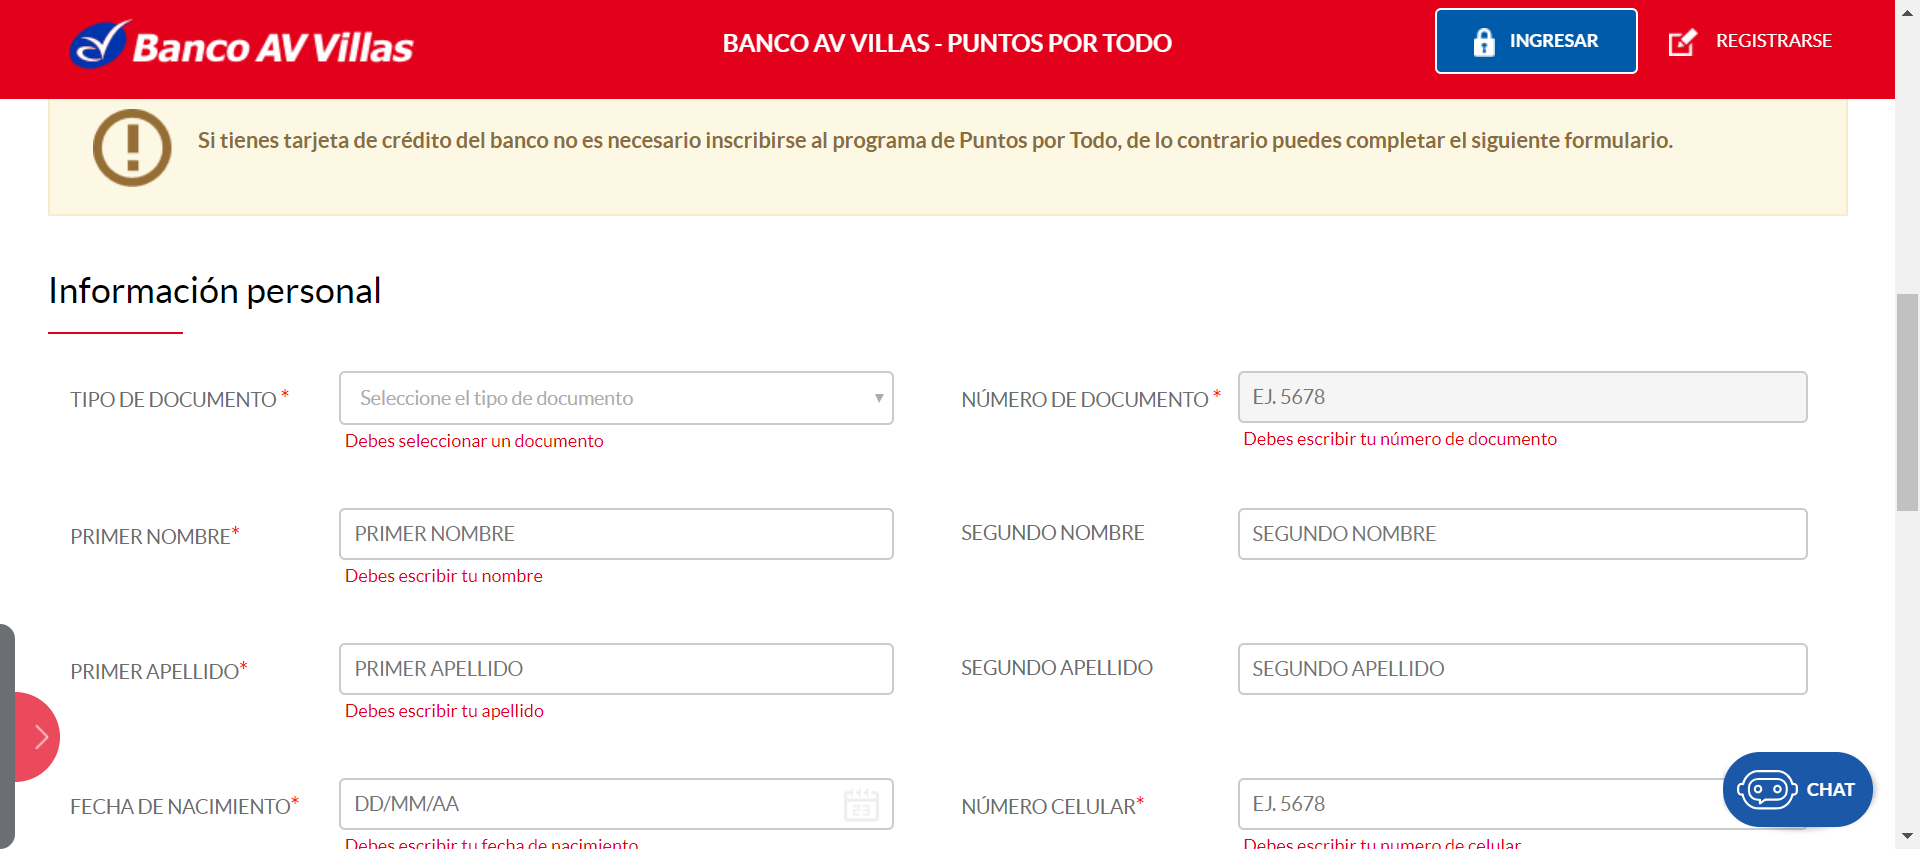 Banco AV Villas
BANCO AV VILLAS - PUNTOS POR TODO
INGRESAR
REGISTRARSE
Si tienes tarjeta de crédito del banco no es necesario inscribirse al programa de Puntos por Todo, de lo contrario puedes completar el siguiente formulario.
Información personal
TIPO DE DOCUMENTO *
Seleccione el tipo de documento
Debes seleccionar un documento
NÚMERO DE DOCUMENTO *
EJ. 5678
Debes escribir tu número de documento
PRIMER NOMBRE*
PRIMER NOMBRE
Debes escribir tu nombre
SEGUNDO NOMBRE
SEGUNDO NOMBRE
PRIMER APELLIDO*
PRIMER APELLIDO
Debes escribir tu apellido
SEGUNDO APELLIDO
SEGUNDO APELLIDO
FECHA DE NACIMIENTO*
DD/MM/AA
23
Debes escribir tu fecha de nacimiento
NÚMERO CELULAR*
EJ. 5678
Debes escribir tu numero de celular
CHAT